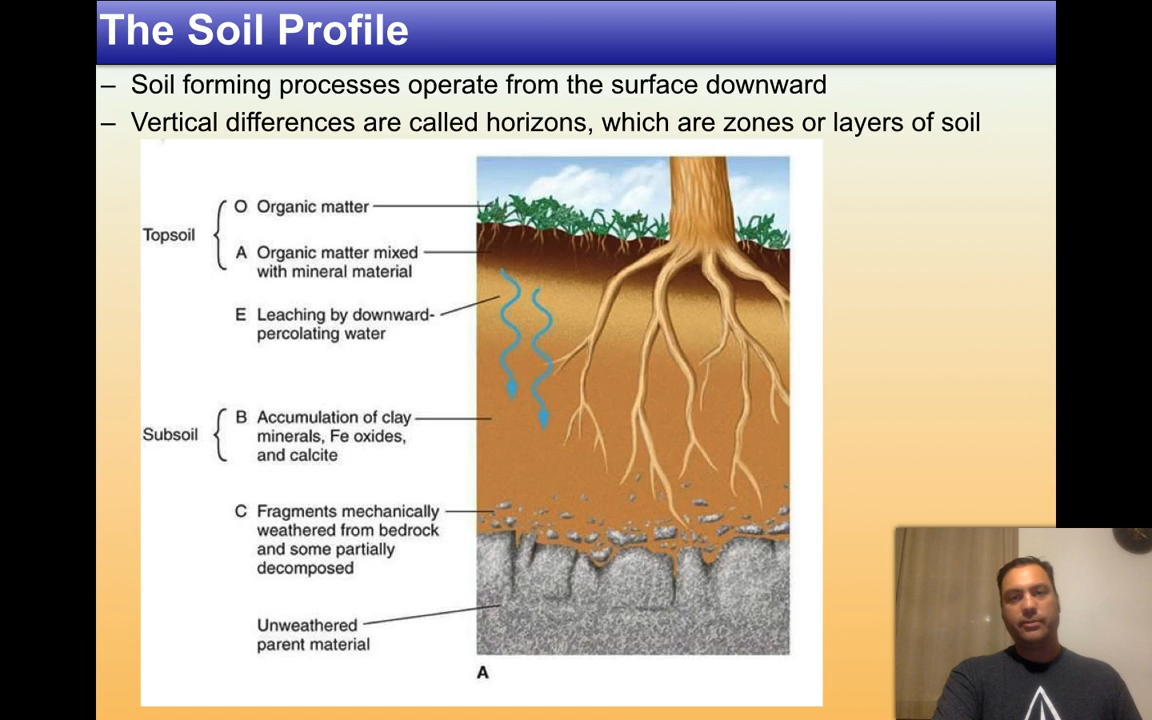 The Soil Profile
– Soil forming processes operate from the surface downward
– Vertical differences are called horizons, which are zones or layers of soil
Topsoil
O Organic matter
A Organic matter mixed
with mineral material
E Leaching by downward-
percolating water
Subsoil
B Accumulation of clay
minerals, Fe oxides,
and calcite
C Fragments mechanically
weathered from bedrock
and some partially
decomposed
Unweathered
parent material
A